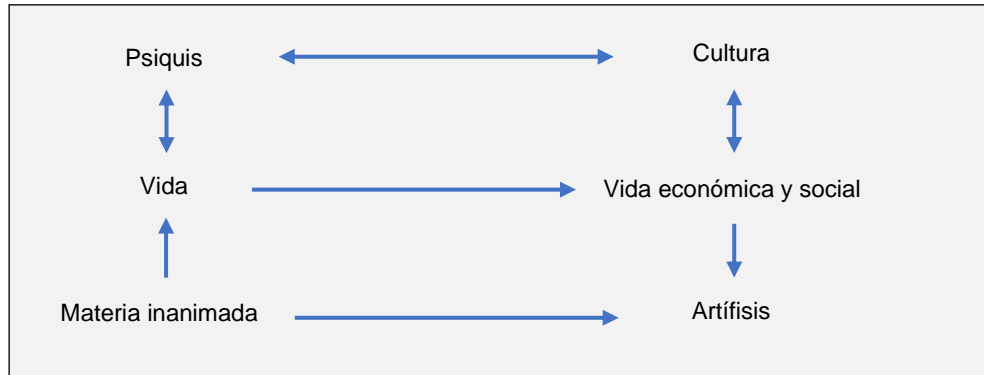 Psiquis
Cultura
Vida
Vida económica y social
Materia inanimada
Artífisis